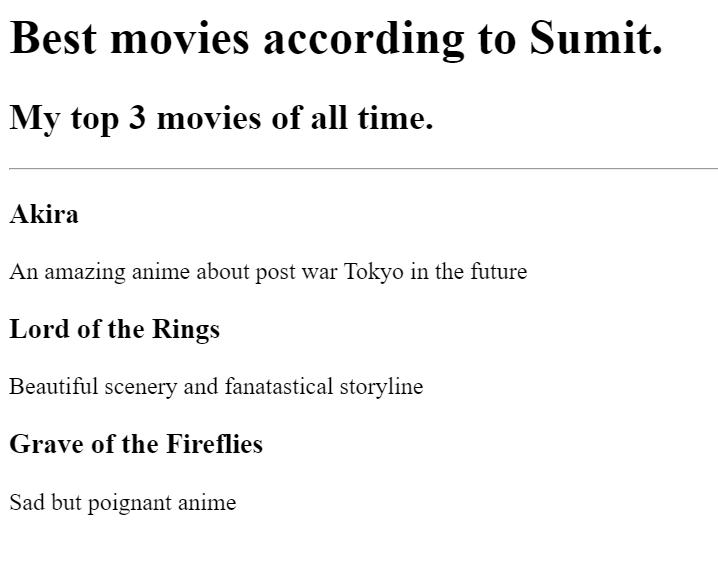 Best movies according to Sumit.
My top 3 movies of all time.
Akira
An amazing anime about post war Tokyo in the future
Lord of the Rings
Beautiful scenery and fanatastical storyline
Grave of the Fireflies
Sad but poignant anime